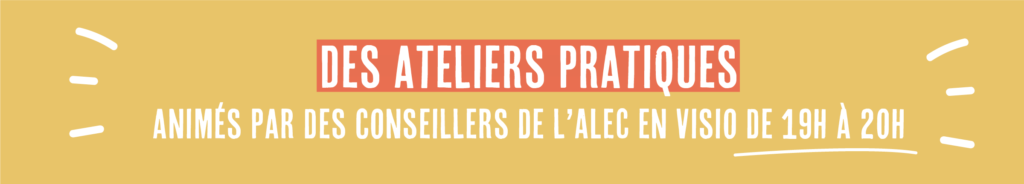 DES ATELIERS PRATIQUES
ANIMÉS PAR DES CONSEILLERS DE L'ALEC EN VISIO DE 19H À 20H